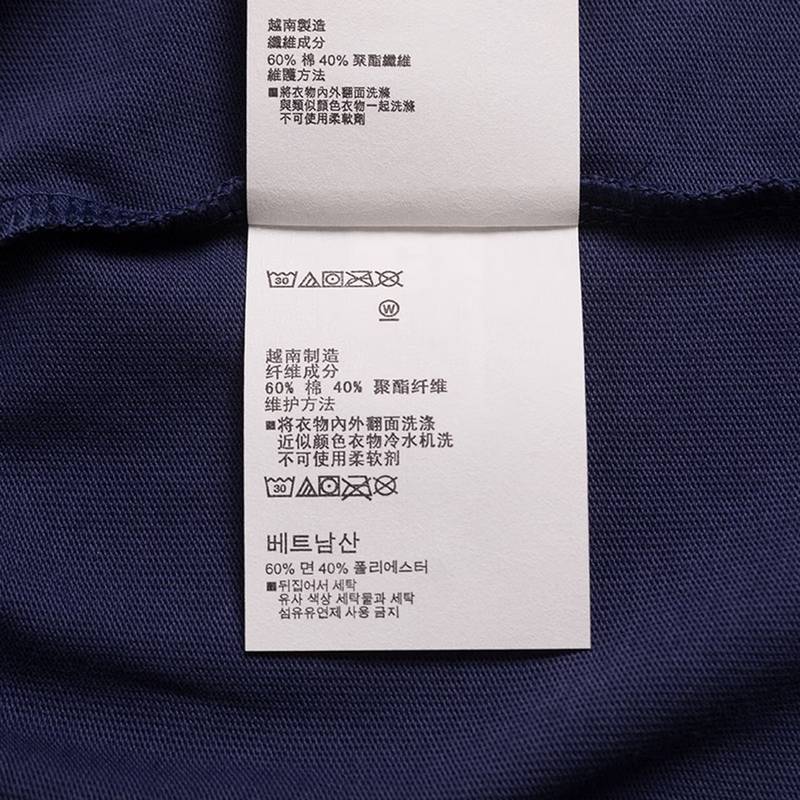 越南製造
纖維成分
60% 棉 40% 聚酯纖維
維護方法
■將衣物內外翻面洗滌
與類似顏色衣物一起洗滌
不可使用柔軟劑
30
W
越南制造
纤维成分
60% 棉 40% 聚酯纤维
维护方法
■将衣物內外翻面洗涤
近似颜色衣物冷水机洗
不可使用柔软剂
30
베트남산
60% 면 40% 폴리에스터
■뒤집어서 세탁
유사 색상 세탁물과 세탁
섬유유연제 사용 금지